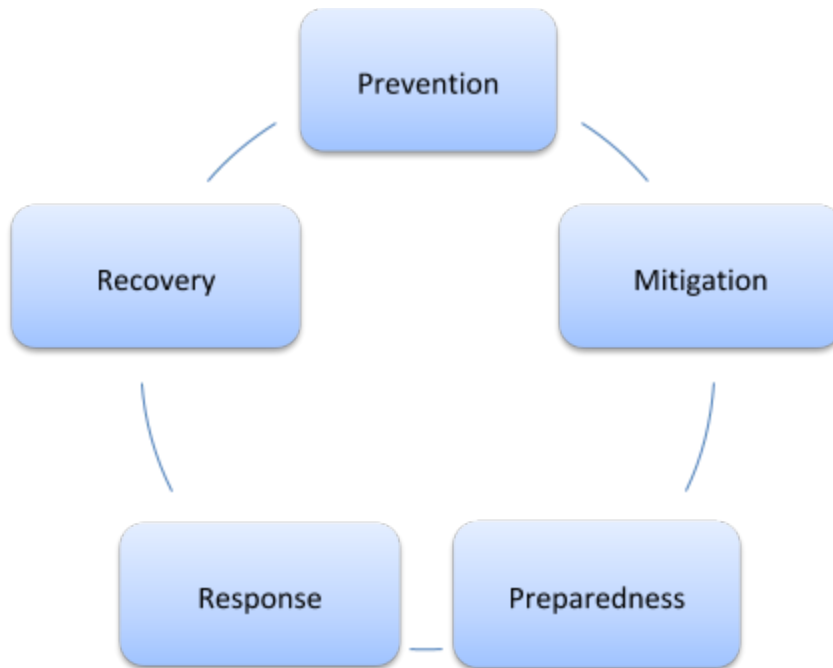 Prevention
Mitigation
Preparedness
Response
Recovery